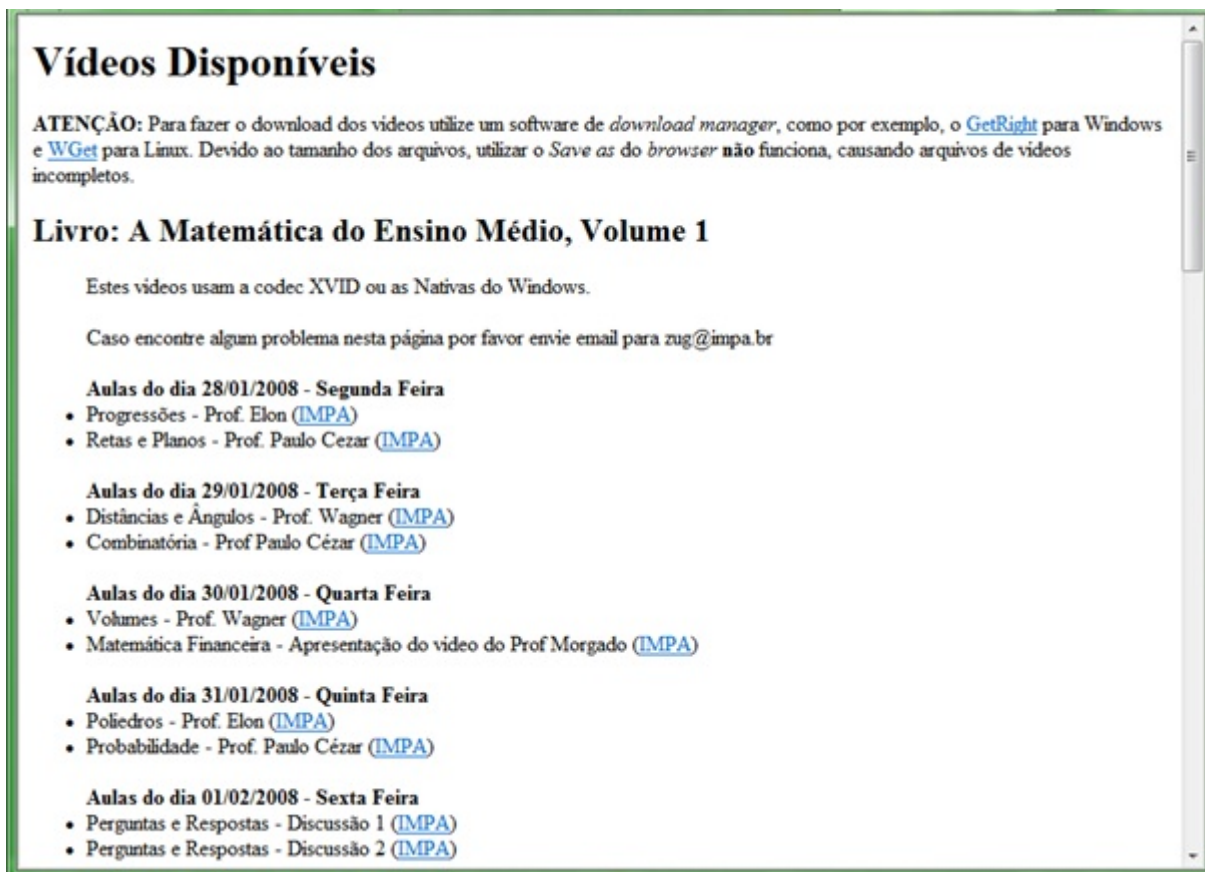 Vídeos Disponíveis
ATENÇÃO: Para fazer o download dos videos utilize um software de download manager, como por exemplo, o GetRight para Windows
e WGet para Linux. Devido ao tamanho dos arquivos, utilizar o Save as do browser não funciona, causando arquivos de videos
incompletos.
Livro: A Matemática do Ensino Médio, Volume 1
Estes videos usam a codec XVID ou as Nativas do Windows.
Caso encontre algum problema nesta página por favor envie email para zug@impa.br
Aulas do dia 28/01/2008 - Segunda Feira
• Progressões - Prof. Elon (IMPA)
• Retas e Planos - Prof. Paulo Cezar (IMPA)
Aulas do dia 29/01/2008 - Terça Feira
• Distâncias e Ângulos - Prof. Wagner (IMPA)
• Combinatória - Prof Paulo Cézar (IMPA)
Aulas do dia 30/01/2008 - Quarta Feira
• Volumes - Prof. Wagner (IMPA)
• Matemática Financeira - Apresentação do video do Prof Morgado (IMPA)
Aulas do dia 31/01/2008 - Quinta Feira
• Poliedros - Prof. Elon (IMPA)
• Probabilidade - Prof. Paulo Cézar (IMPA)
Aulas do dia 01/02/2008 - Sexta Feira
• Perguntas e Respostas - Discussão 1 (IMPA)
• Perguntas e Respostas - Discussão 2 (IMPA)